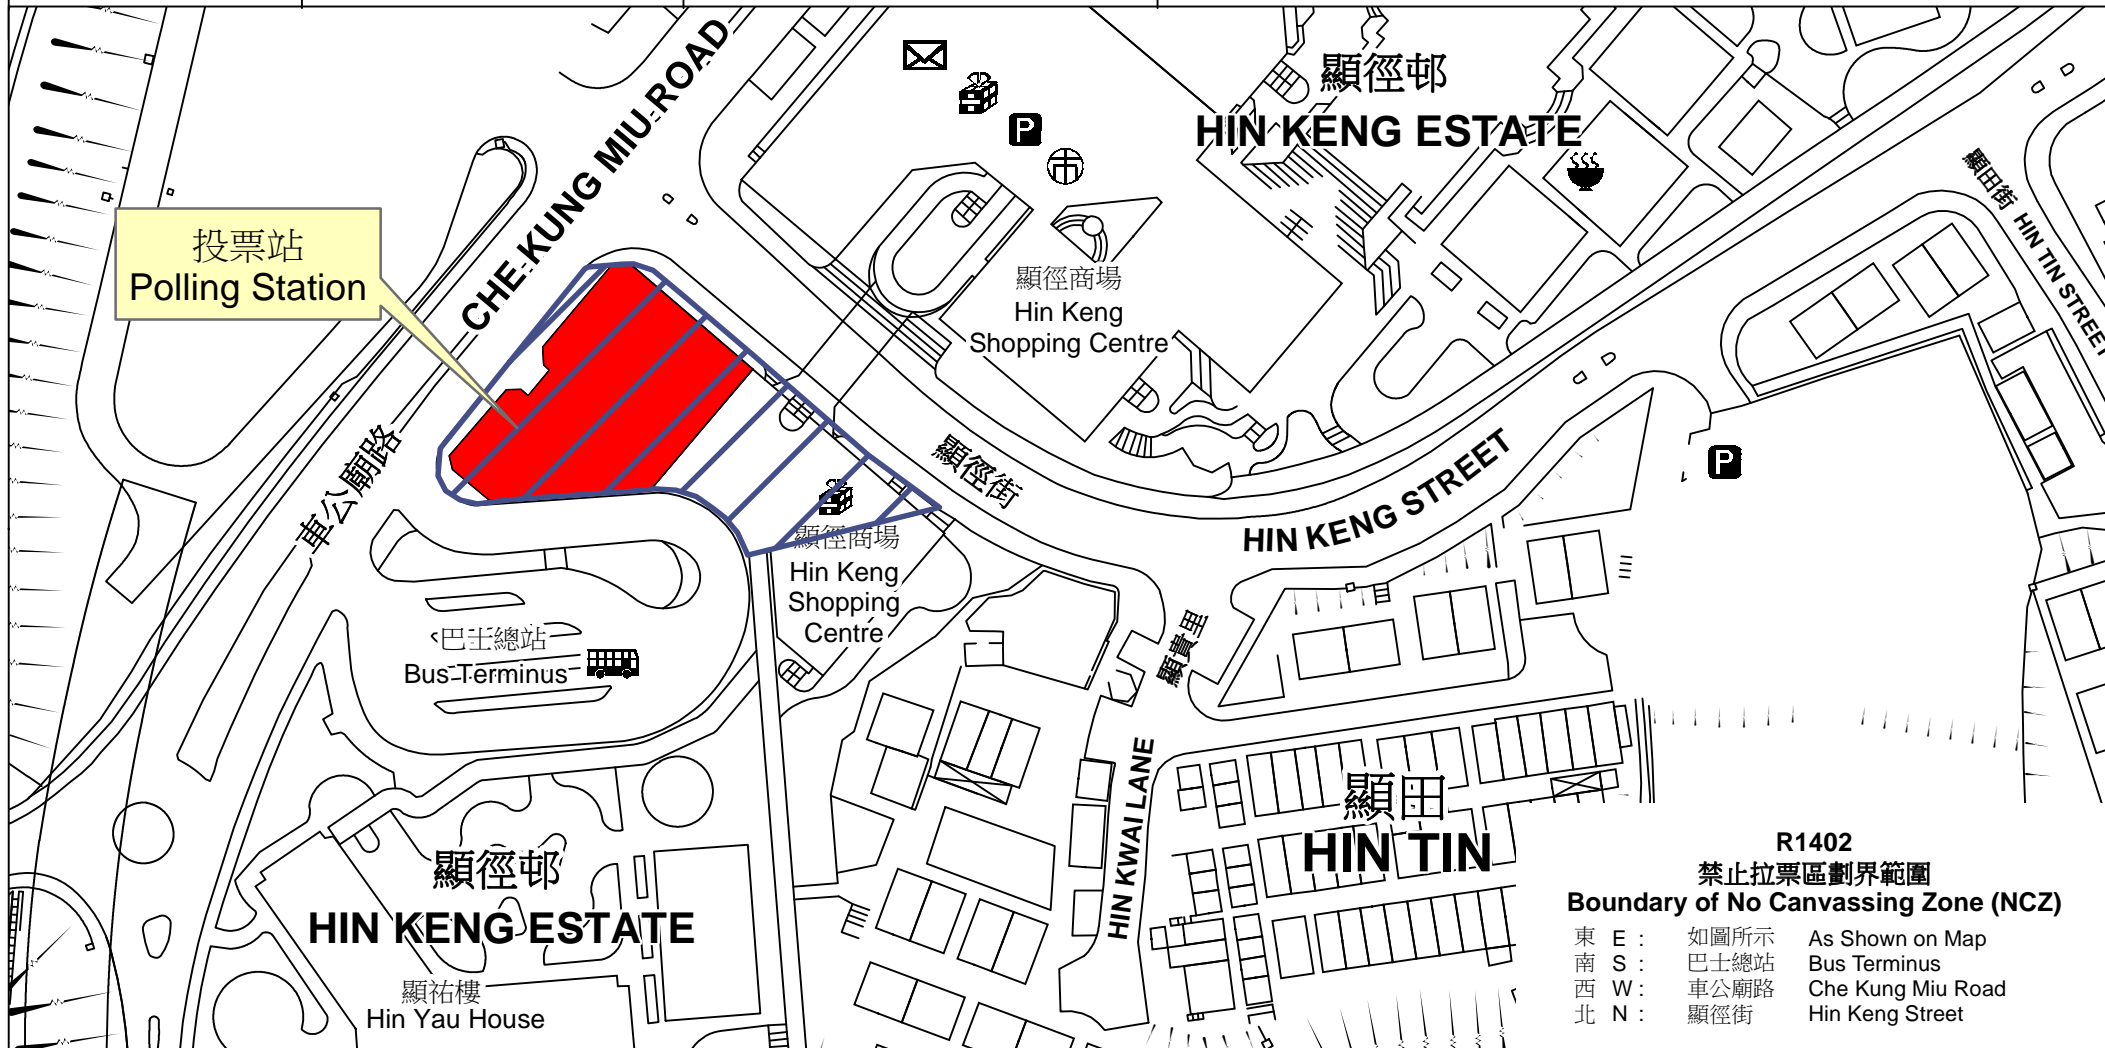 顯徑邨
HIN KENG ESTATE
CHE KUNG MIU ROAD
車公廟路
投票站
Polling Station
P
市
顯徑商場
Hin Keng
Shopping Centre
顯田街 HIN TIN STREET
顯徑街
HIN KENG STREET
P
顯徑商場
Hin Keng
Shopping
Centre
巴士總站
Bus Terminus
顯貴里
HIN KWAI LANE
顯田
HIN TIN
顯徑邨
HIN KENG ESTATE
顯祐樓
Hin Yau House
R1402
禁止拉票區劃界範圍
Boundary of No Canvassing Zone (NCZ)
東 E : 如圖所示 As Shown on Map
南 S : 巴士總站 Bus Terminus
西 W : 車公廟路 Che Kung Miu Road
北 N : 顯徑街 Hin Keng Street